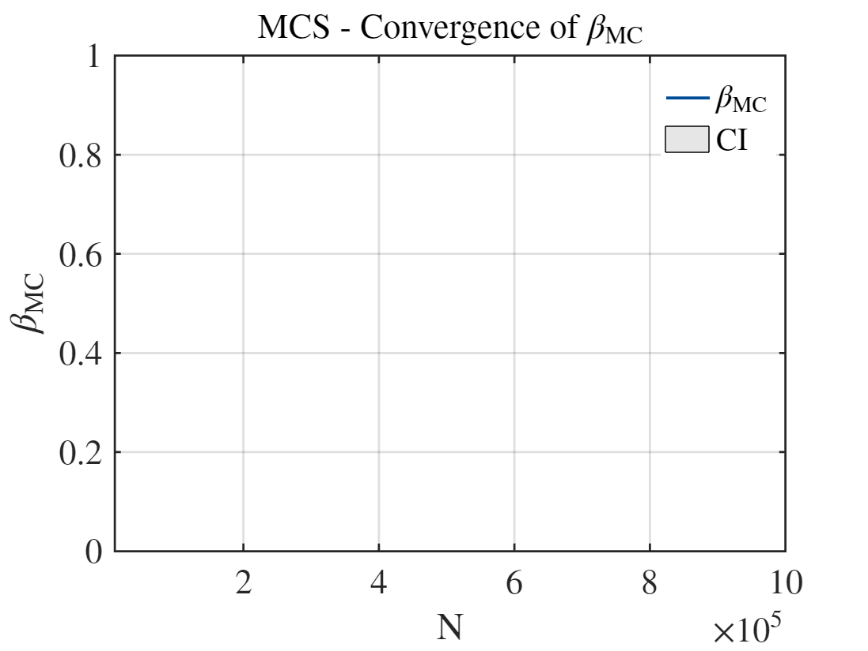 MCS - Convergence of β_MC
β_MC
CI
1
0.8
0.6
0.4
0.2
0
β_MC
2 4 6 8 10
N
×10^5